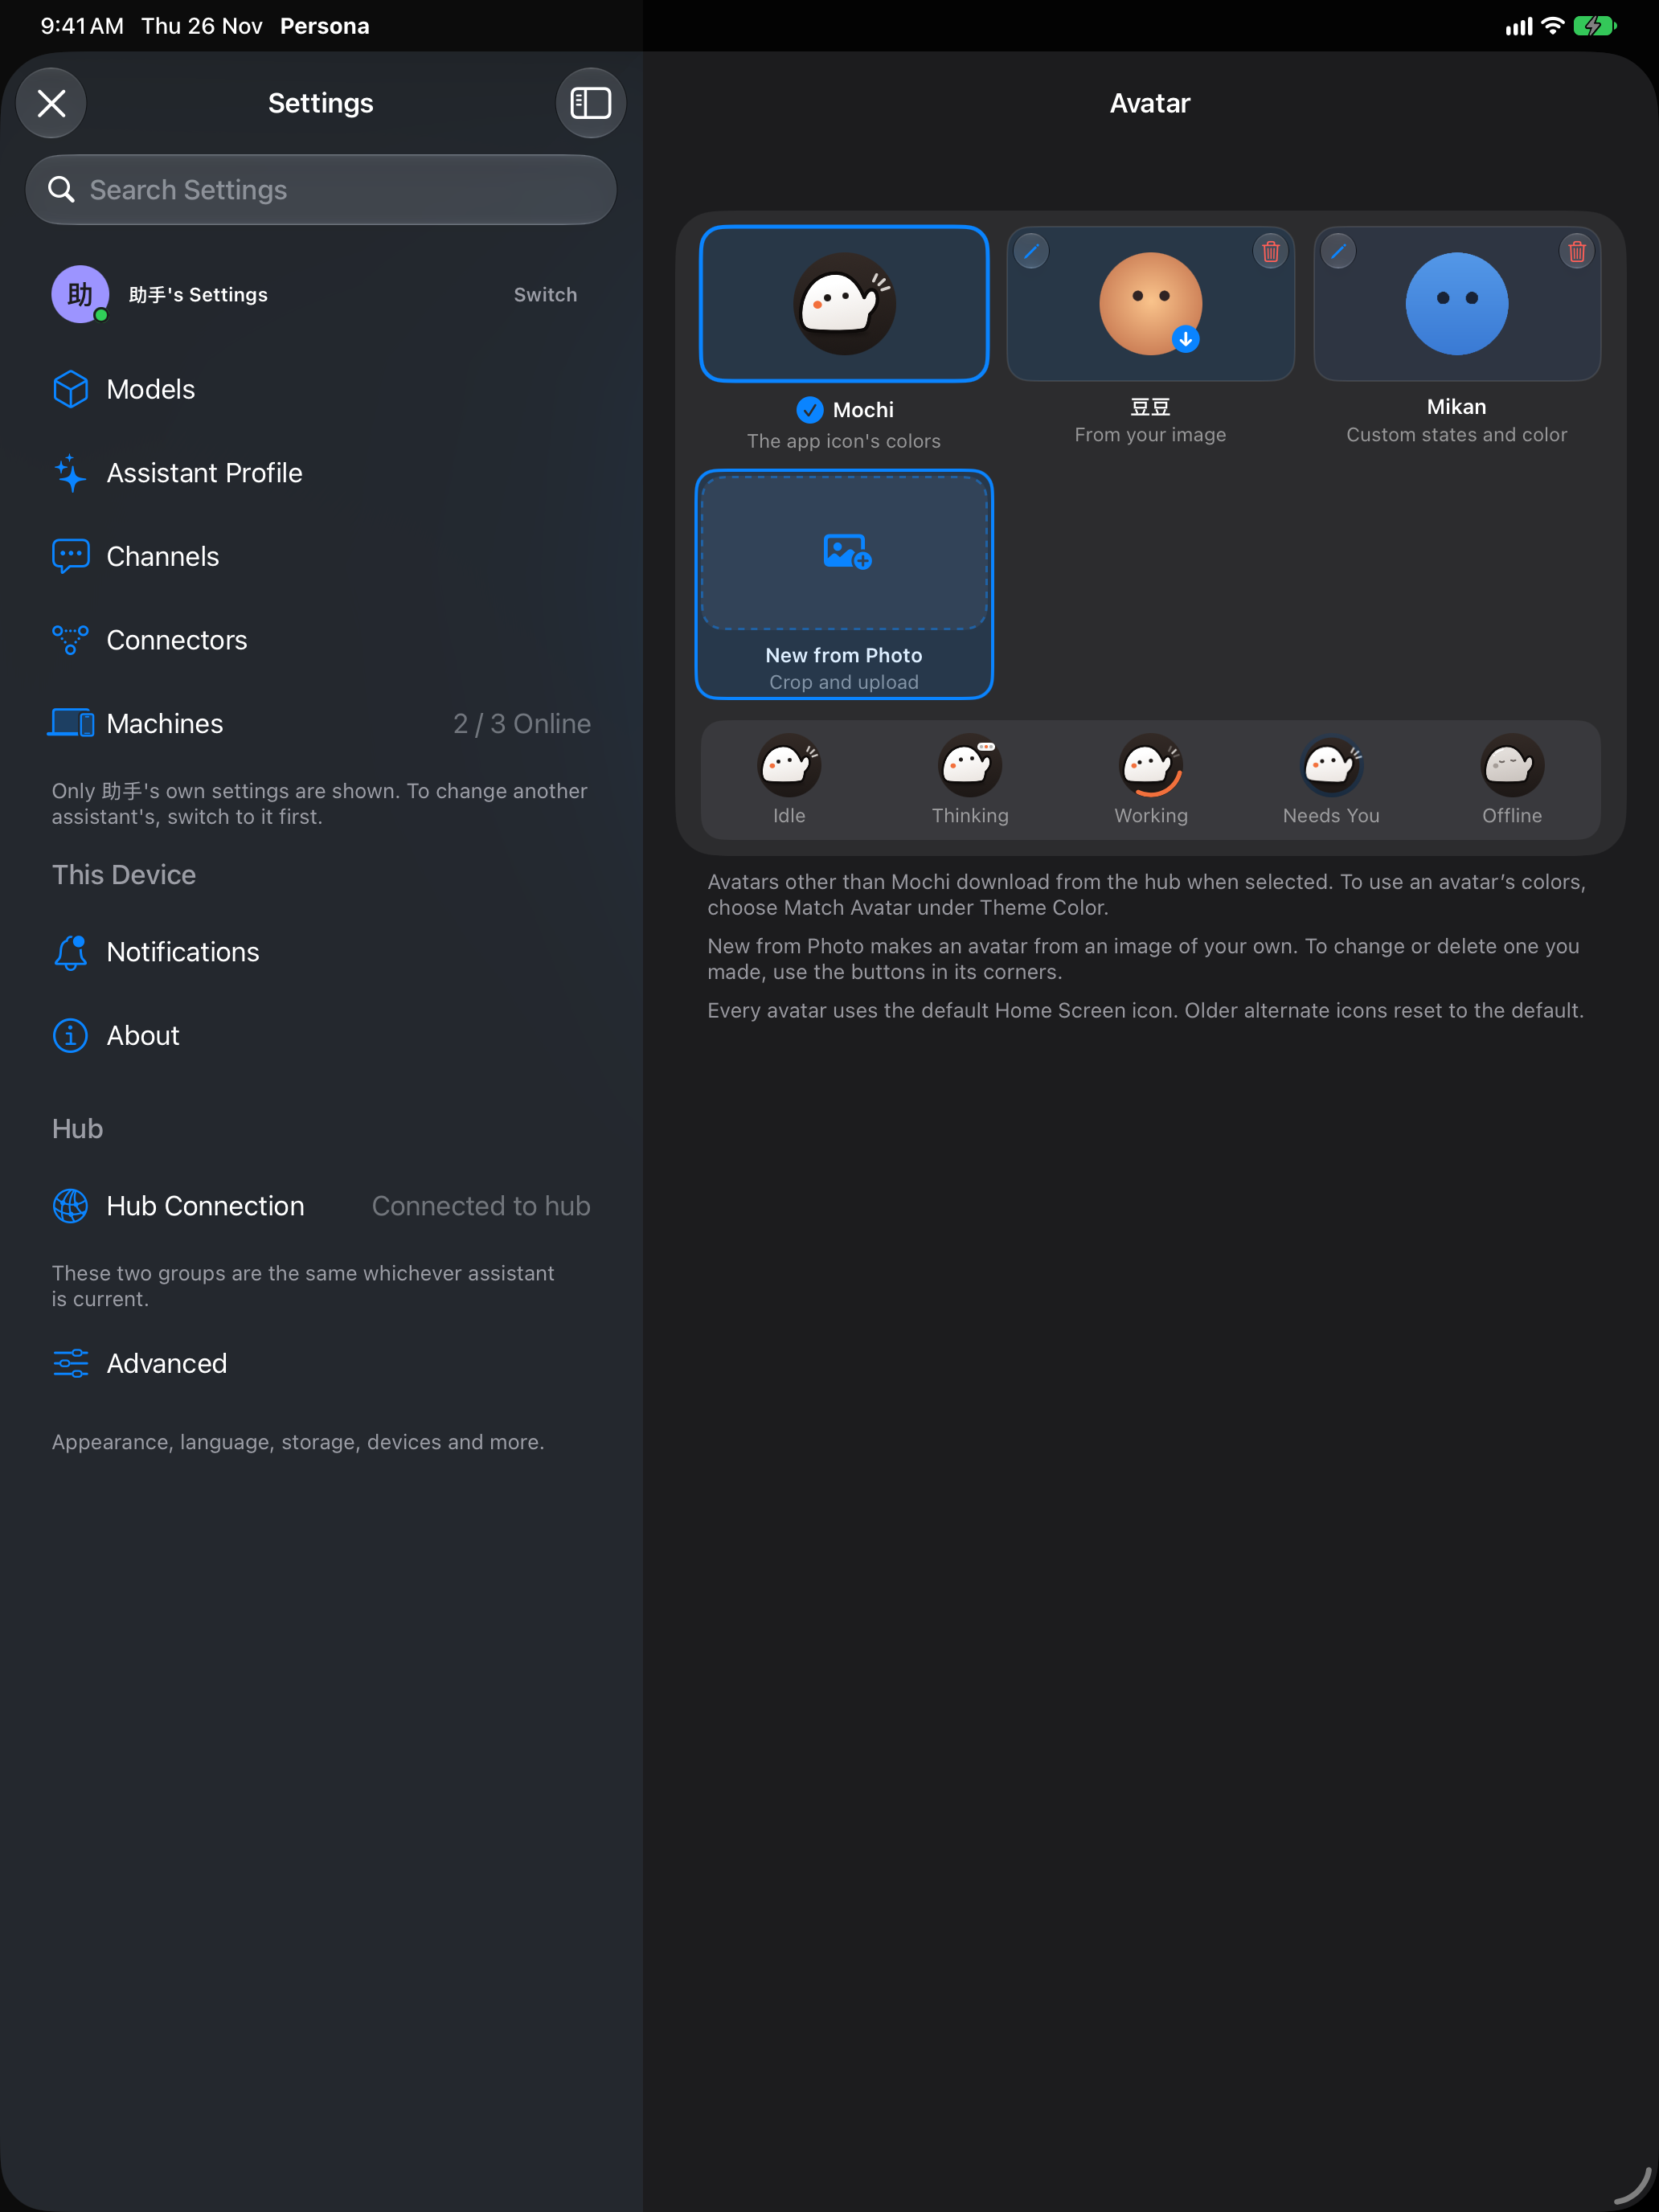 9:41 AM Thu 26 Nov Persona
Settings
Search Settings
助
助手's Settings
Switch
Models
Assistant Profile
Channels
Connectors
Machines
2 / 3 Online
Only 助手's own settings are shown. To change another
assistant's, switch to it first.
This Device
Notifications
About
Hub
Hub Connection
Connected to hub
These two groups are the same whichever assistant
is current.
Advanced
Appearance, language, storage, devices and more.
Avatar
Mochi
The app icon's colors
豆豆
From your image
Mikan
Custom states and color
New from Photo
Crop and upload
Idle
Thinking
Working
Needs You
Offline
Avatars other than Mochi download from the hub when selected. To use an avatar’s colors,
choose Match Avatar under Theme Color.
New from Photo makes an avatar from an image of your own. To change or delete one you
made, use the buttons in its corners.
Every avatar uses the default Home Screen icon. Older alternate icons reset to the default.